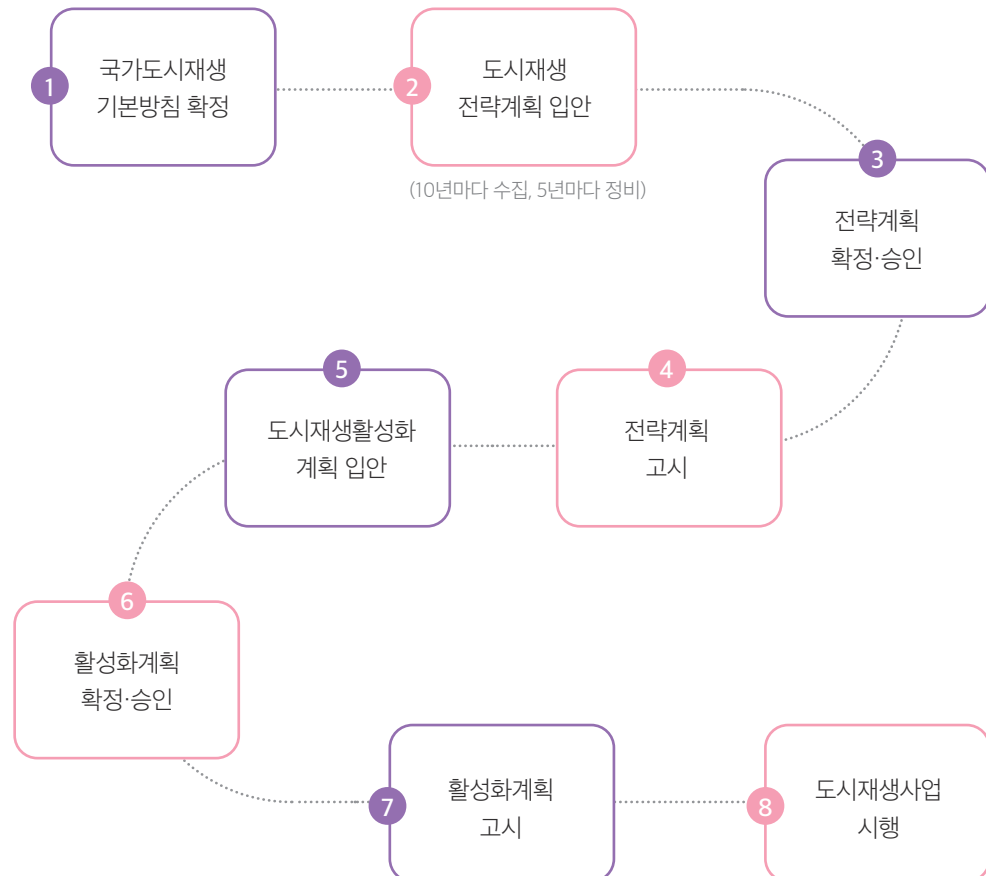 1
국가도시재생
기본방침 확정
2
도시재생
전략계획 입안
(10년마다 수집, 5년마다 정비)
3
전략계획
확정·승인
4
전략계획
고시
5
도시재생활성화
계획 입안
6
활성화계획
확정·승인
7
활성화계획
고시
8
도시재생사업
시행